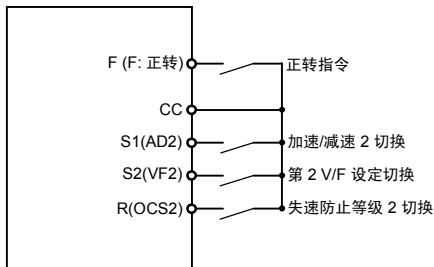 F (F: 正转) 正转指令
CC
S1(AD2) 加速/减速 2 切换
S2(VF2) 第 2 V/F 设定切换
R(OCS2) 失速防止等级 2 切换